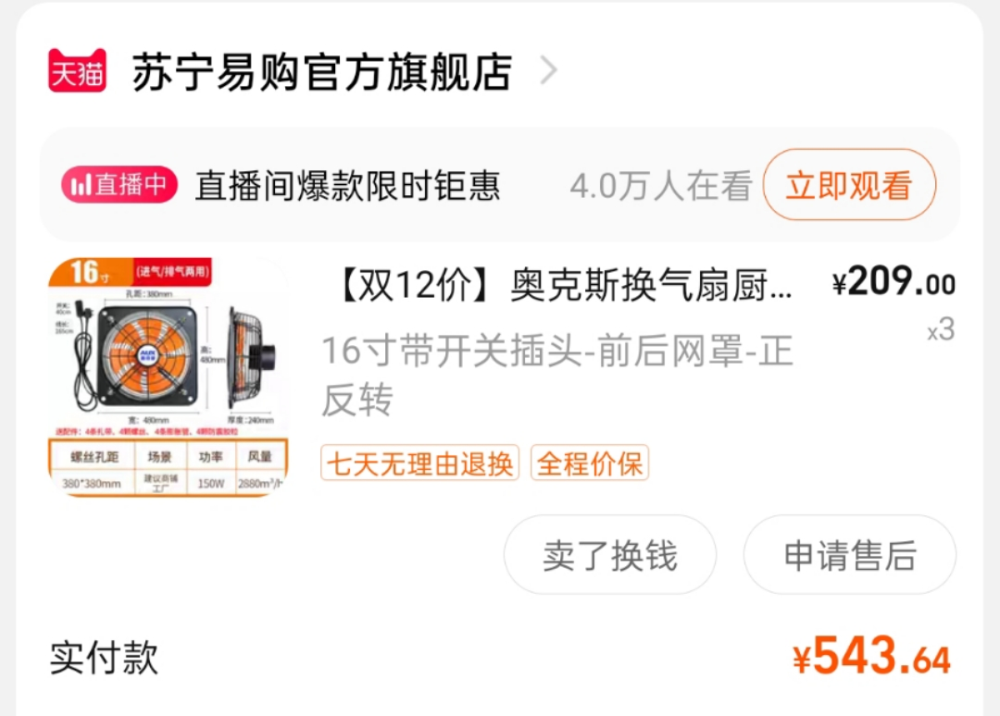 天猫 苏宁易购官方旗舰店
直播中 直播间爆款限时钜惠 4.0万人在看 立即观看
16寸 (进气/排气两用)
孔距:380mm
高:
480mm
宽:480mm 厚度:240mm
螺丝孔距 场景 功率 风量
380*380mm 建议商铺 工厂 150W 2880m³/h
【双12价】奥克斯换气扇厨... ¥209.00
x3
16寸带开关插头-前后网罩-正
反转
七天无理由退换 全程价保
卖了换钱 申请售后
实付款 ¥543.64